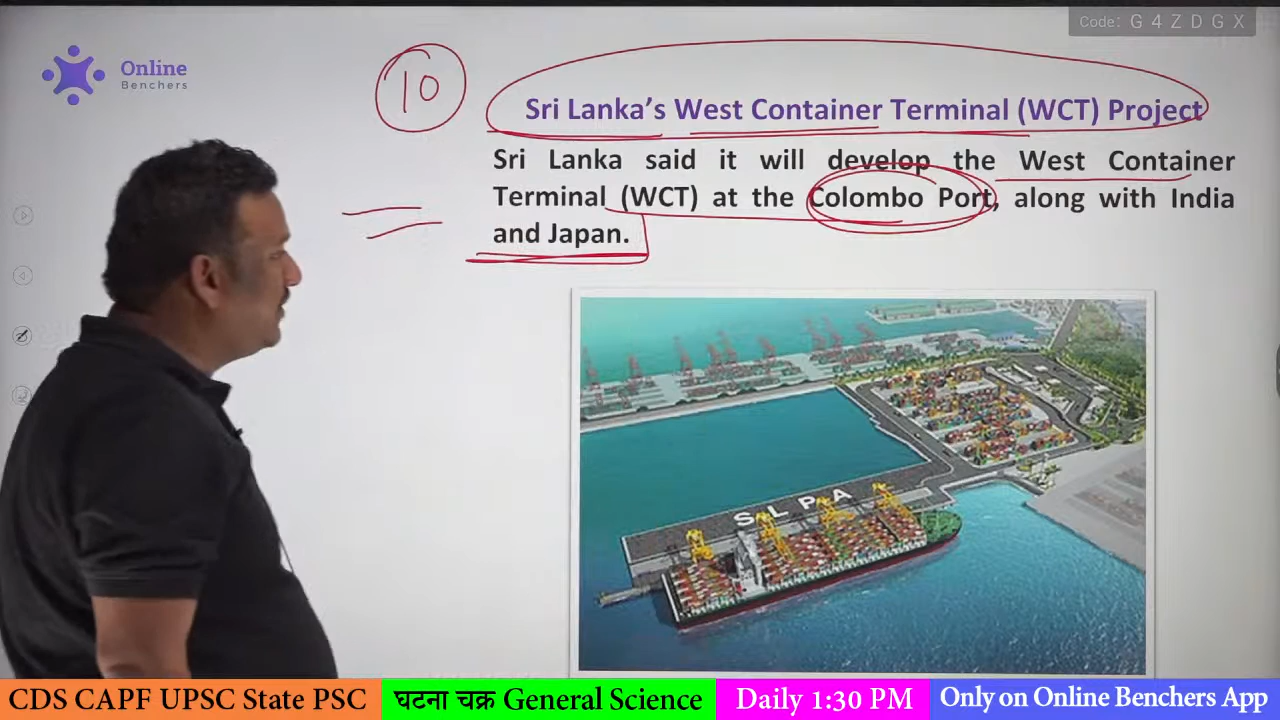 Code: G 4 Z D G X
Online
Benchers
10
Sri Lanka's West Container Terminal (WCT) Project
Sri Lanka said it will develop the West Container
Terminal (WCT) at the Colombo Port, along with India
and Japan.
SLPA
CDS CAPF UPSC State PSC
घटना चक्र General Science
Daily 1:30 PM
Only on Online Benchers App